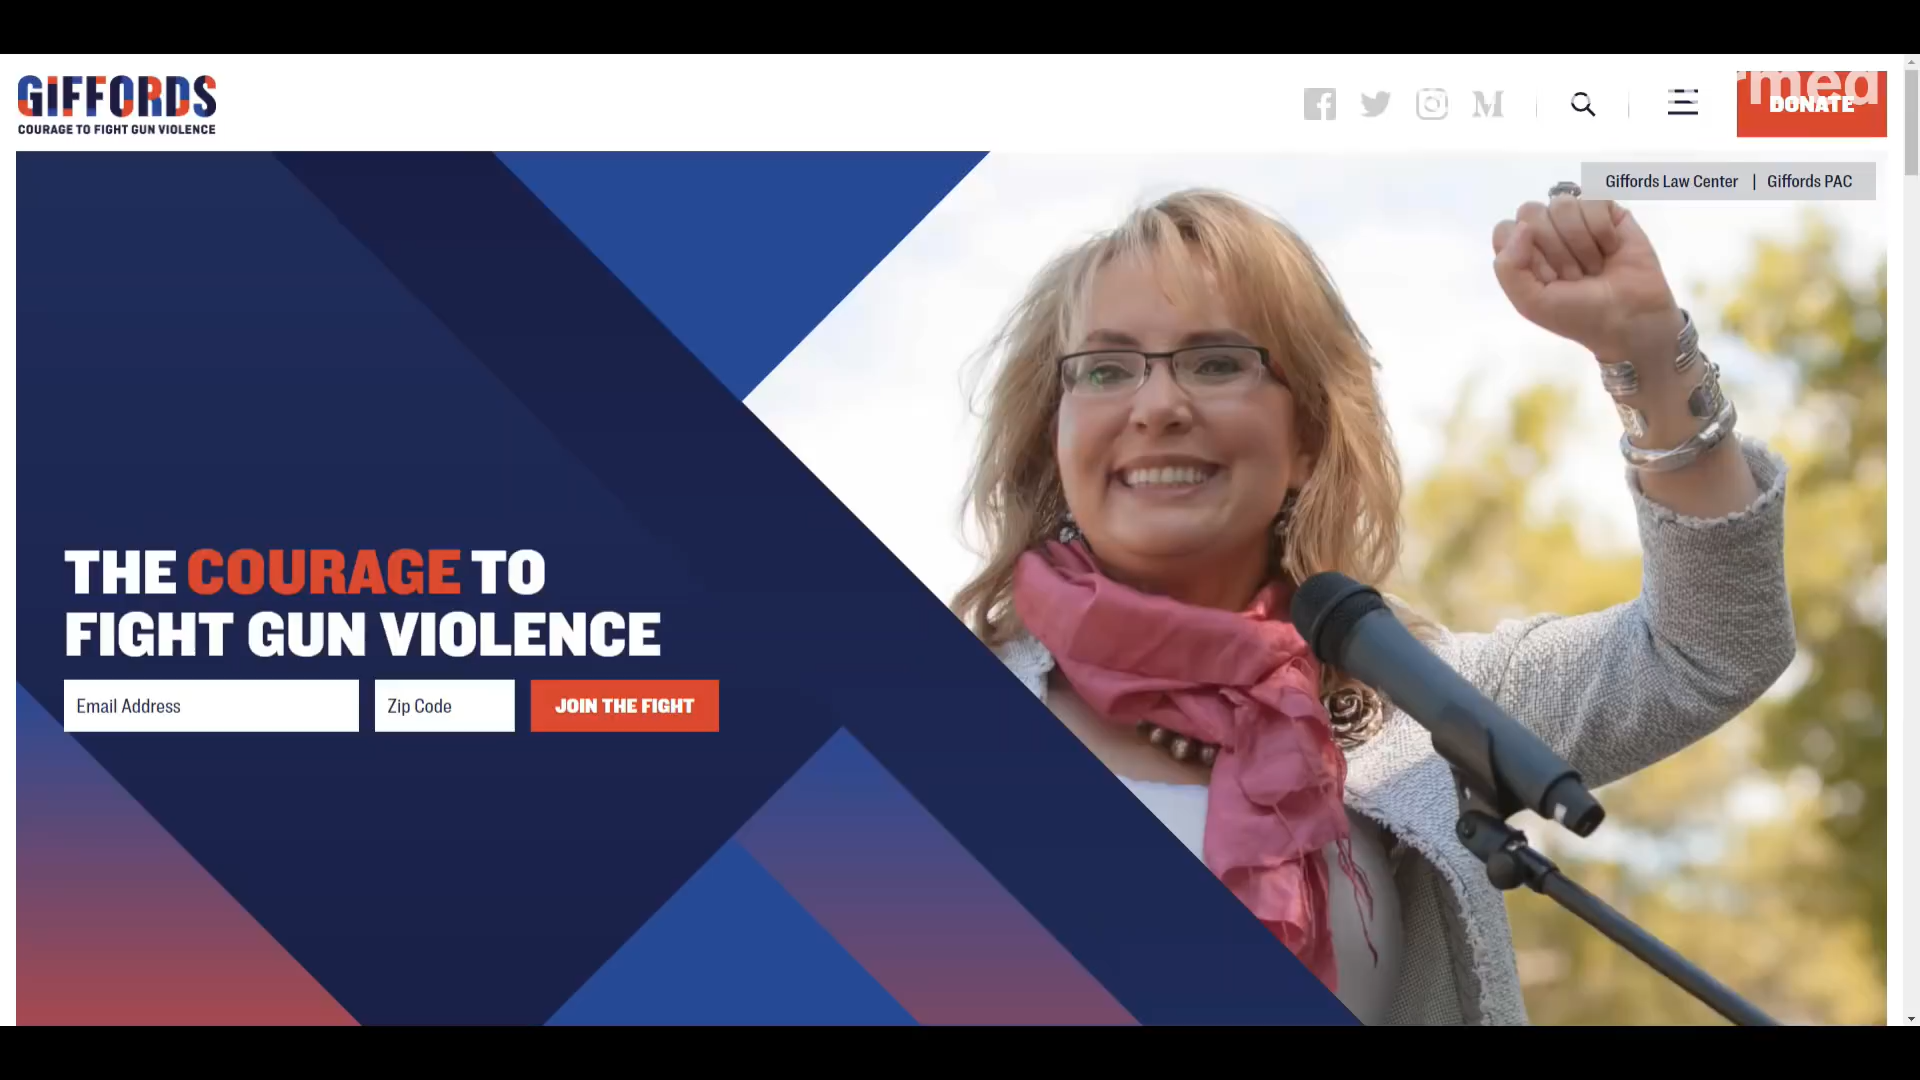 GIFFORDS
COURAGE TO FIGHT GUN VIOLENCE
rmed
DONATE
Giffords Law Center | Giffords PAC
THE COURAGE TO
FIGHT GUN VIOLENCE
Email Address
Zip Code
JOIN THE FIGHT